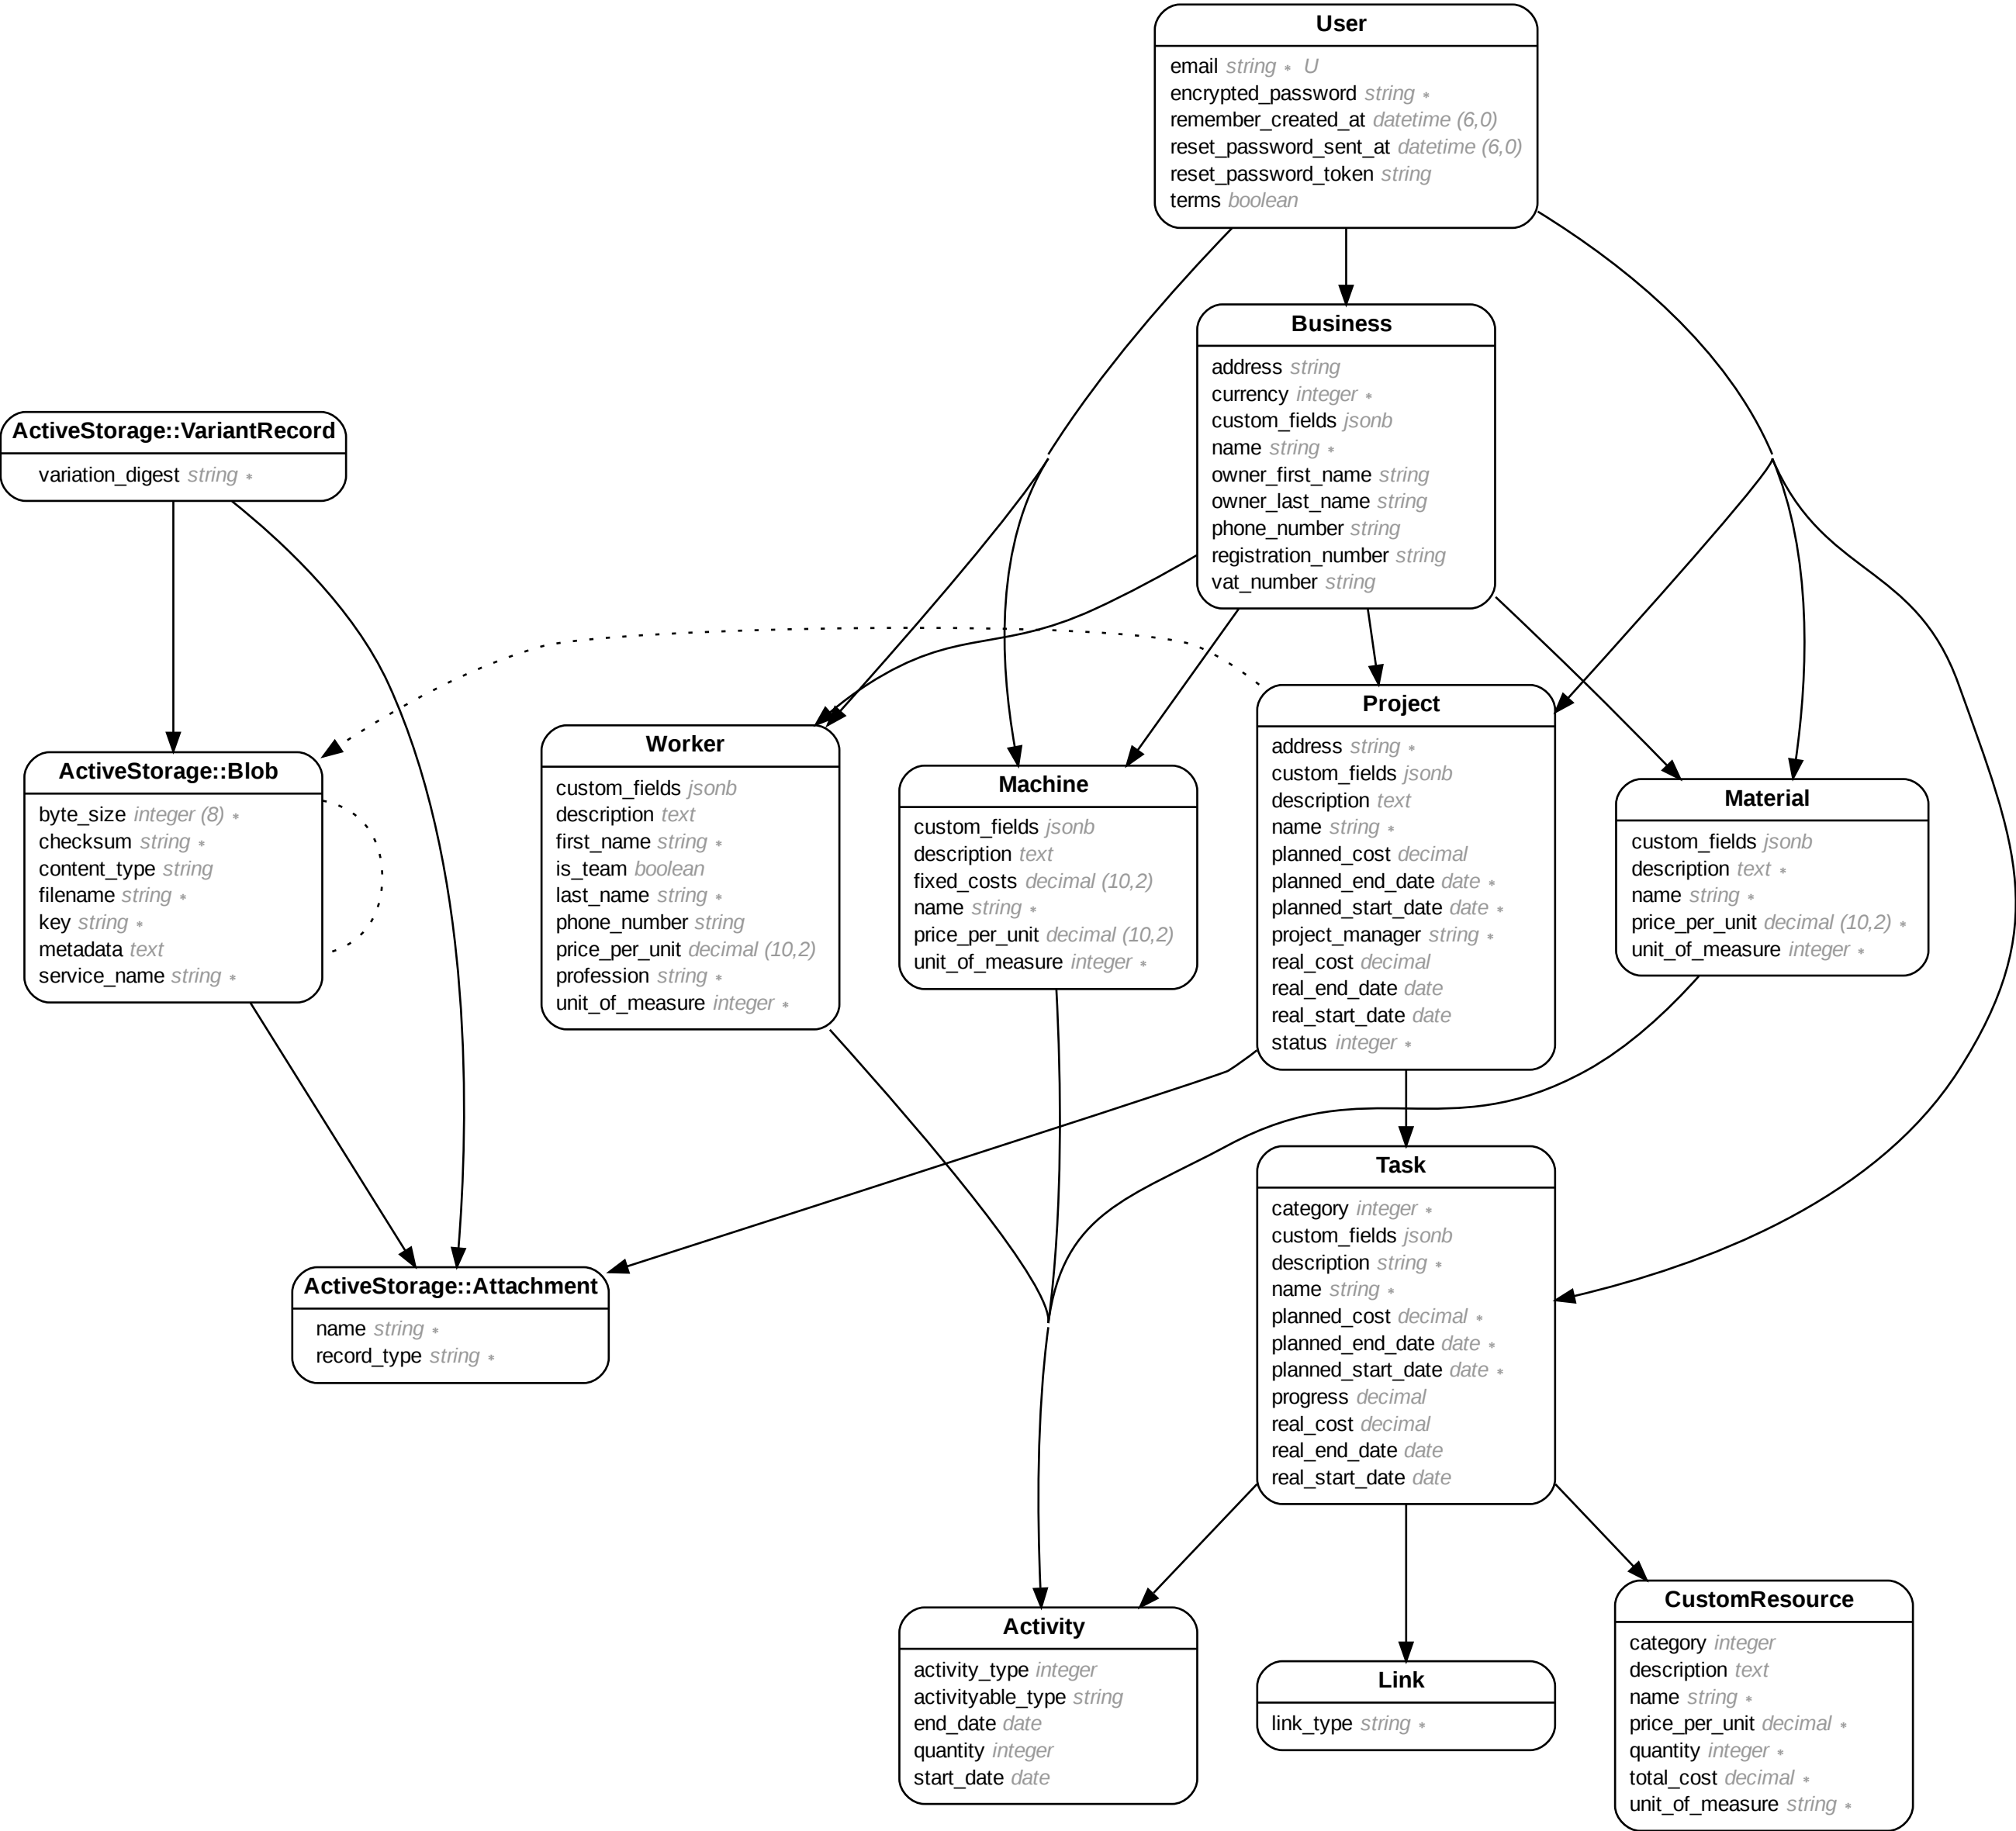 User
email string * U
encrypted_password string *
remember_created_at datetime (6,0)
reset_password_sent_at datetime (6,0)
reset_password_token string
terms boolean
Business
address string
currency integer *
custom_fields jsonb
name string *
owner_first_name string
owner_last_name string
phone_number string
registration_number string
vat_number string
ActiveStorage::VariantRecord
variation_digest string *
ActiveStorage::Blob
byte_size integer (8) *
checksum string *
content_type string
filename string *
key string *
metadata text
service_name string *
Worker
custom_fields jsonb
description text
first_name string *
is_team boolean
last_name string *
phone_number string
price_per_unit decimal (10,2)
profession string *
unit_of_measure integer *
Machine
custom_fields jsonb
description text
fixed_costs decimal (10,2)
name string *
price_per_unit decimal (10,2)
unit_of_measure integer *
Project
address string *
custom_fields jsonb
description text
name string *
planned_cost decimal
planned_end_date date *
planned_start_date date *
project_manager string *
real_cost decimal
real_end_date date
real_start_date date
status integer *
Material
custom_fields jsonb
description text *
name string *
price_per_unit decimal (10,2) *
unit_of_measure integer *
Task
category integer *
custom_fields jsonb
description string *
name string *
planned_cost decimal *
planned_end_date date *
planned_start_date date *
progress decimal
real_cost decimal
real_end_date date
real_start_date date
ActiveStorage::Attachment
name string *
record_type string *
Activity
activity_type integer
activityable_type string
end_date date
quantity integer
start_date date
Link
link_type string *
CustomResource
category integer
description text
name string *
price_per_unit decimal *
quantity integer *
total_cost decimal *
unit_of_measure string *